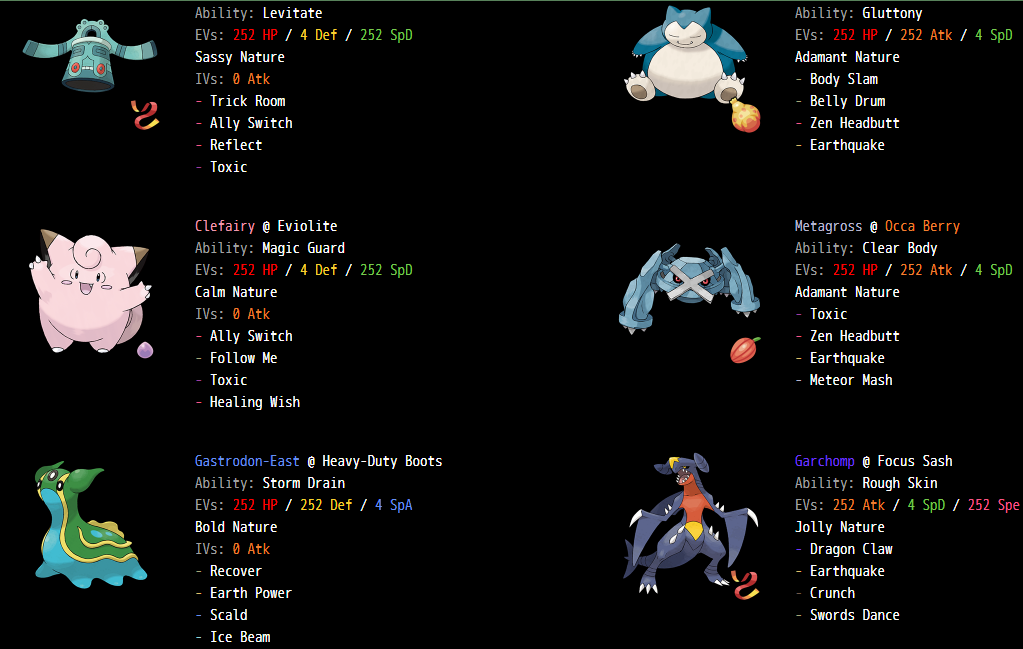 Ability: Levitate
EVs: 252 HP / 4 Def / 252 SpD
Sassy Nature
IVs: 0 Atk
- Trick Room
- Ally Switch
- Reflect
- Toxic
Ability: Gluttony
EVs: 252 HP / 252 Atk / 4 SpD
Adamant Nature
- Body Slam
- Belly Drum
- Zen Headbutt
- Earthquake
Clefairy @ Eviolite
Ability: Magic Guard
EVs: 252 HP / 4 Def / 252 SpD
Calm Nature
IVs: 0 Atk
- Ally Switch
- Follow Me
- Toxic
- Healing Wish
Metagross @ Occa Berry
Ability: Clear Body
EVs: 252 HP / 252 Atk / 4 SpD
Adamant Nature
- Toxic
- Zen Headbutt
- Earthquake
- Meteor Mash
Gastrodon-East @ Heavy-Duty Boots
Ability: Storm Drain
EVs: 252 HP / 252 Def / 4 SpA
Bold Nature
IVs: 0 Atk
- Recover
- Earth Power
- Scald
- Ice Beam
Garchomp @ Focus Sash
Ability: Rough Skin
EVs: 252 Atk / 4 SpD / 252 Spe
Jolly Nature
- Dragon Claw
- Earthquake
- Crunch
- Swords Dance